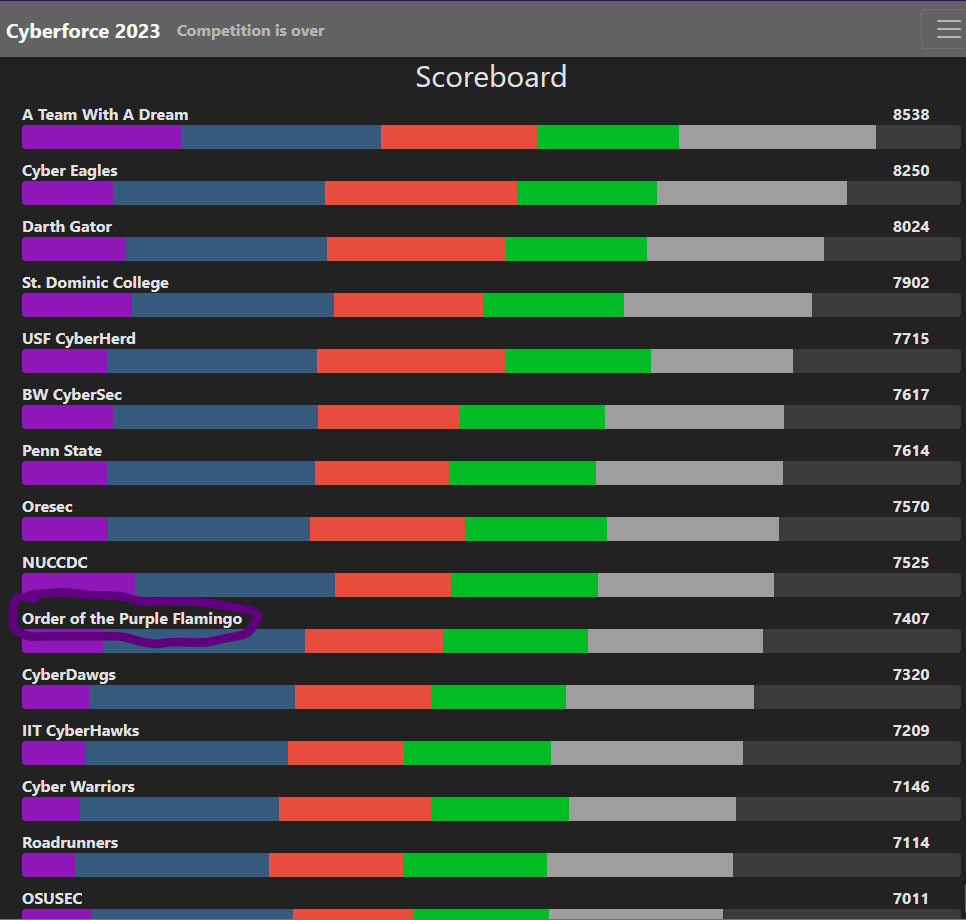 Cyberforce 2023 Competition is over
Scoreboard
A Team With A Dream 8538
Cyber Eagles 8250
Darth Gator 8024
St. Dominic College 7902
USF CyberHerd 7715
BW CyberSec 7617
Penn State 7614
Oresec 7570
NUCCDC 7525
Order of the Purple Flamingo 7407
CyberDawgs 7320
IIT CyberHawks 7209
Cyber Warriors 7146
Roadrunners 7114
OSUSEC 7011